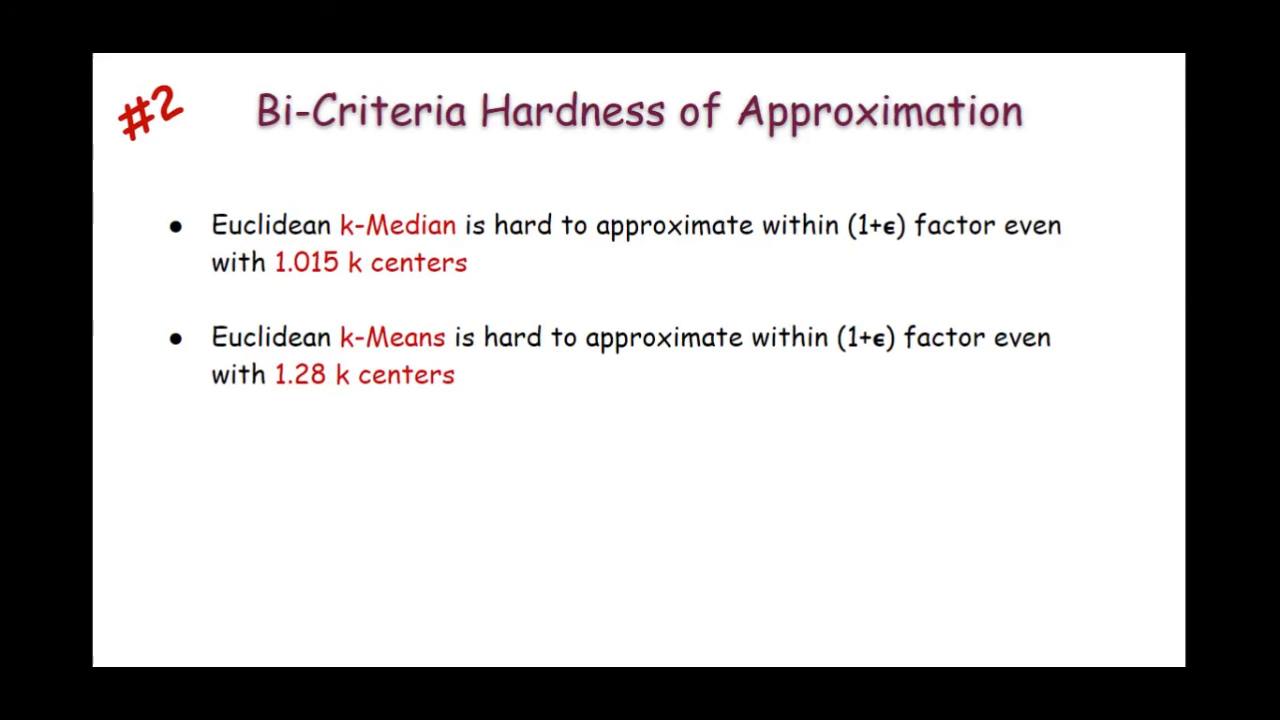 #2
Bi-Criteria Hardness of Approximation
● Euclidean k-Median is hard to approximate within (1+ϵ) factor even
with 1.015 k centers
● Euclidean k-Means is hard to approximate within (1+ϵ) factor even
with 1.28 k centers